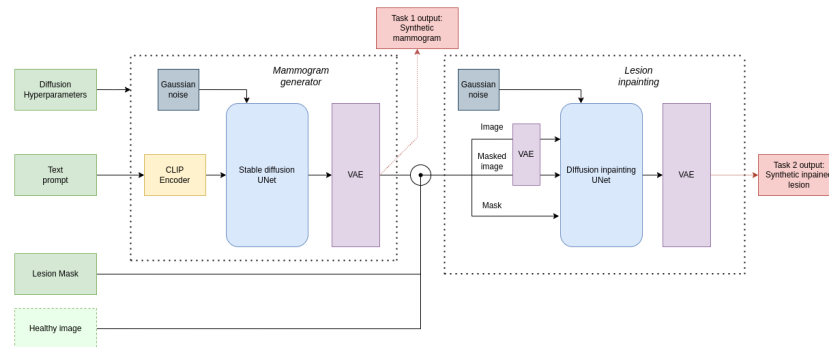 Task 1 output:
Synthetic
mammogram
Mammogram
generator
Lesion
inpainting
Diffusion
Hyperparameters
Gaussian
noise
Gaussian
noise
Image
Masked
image
VAE
Mask
Text
prompt
CLIP
Encoder
Stable diffusion
UNet
VAE
DIffusion inpainting
UNet
VAE
Task 2 output:
Synthetic inpained
lesion
Lesion Mask
Healthy image